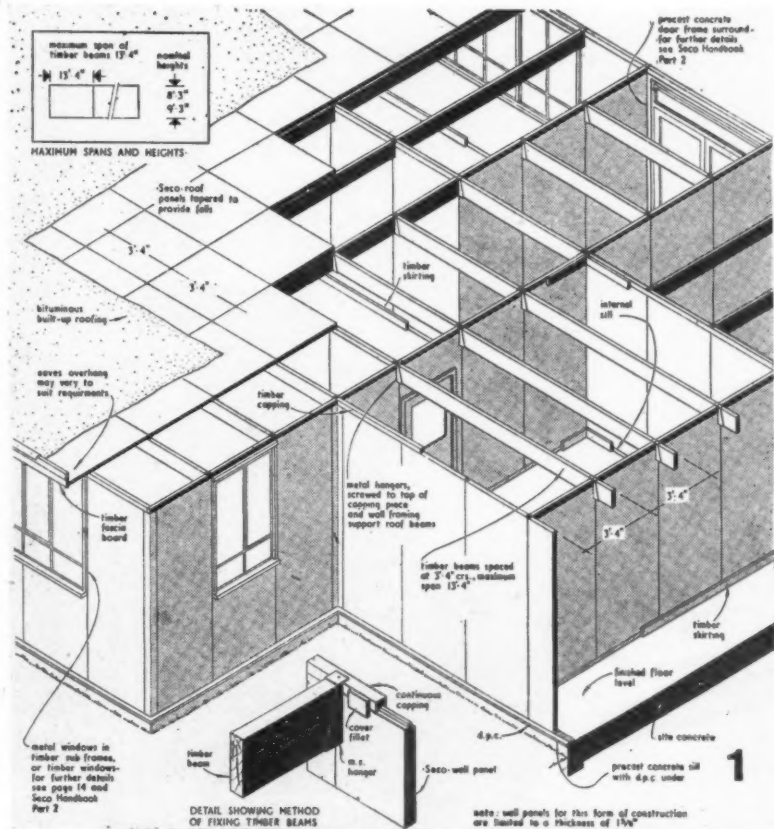 maximum span of
timber beams 13'4"
13'4"
nominal
heights
8'3"
9'3"
MAXIMUM SPANS AND HEIGHTS
precast concrete
door frame surround-
for further details
see Seco Handbook
Part 2
Seco-roof
panels tapered to
provide falls
3'4"
3'4"
bituminous
built-up roofing
timber
skirting
internal
sill
eaves overhang
may vary to
suit requirments
timber
capping
metal hangers,
screwed to top of
capping piece
and wall framing
support roof beams
3'4"
3'4"
timber
fascia
board
timber beams spaced
at 3'4" crs., maximum
span 13'4"
timber
skirting
finished floor
level
metal windows in
timber sub frames,
or timber windows-
for further details
see page 14 and
Seco Handbook
Part 2
continuous
capping
cover
fillet
timber
beam
m.s.
hanger
Seco-wall panel
d.p.c.
site concrete
precast concrete sill
with d.p.c under
1
DETAIL SHOWING METHOD
OF FIXING TIMBER BEAMS
note: wall panels for this form of construction
are limited to a thickness of